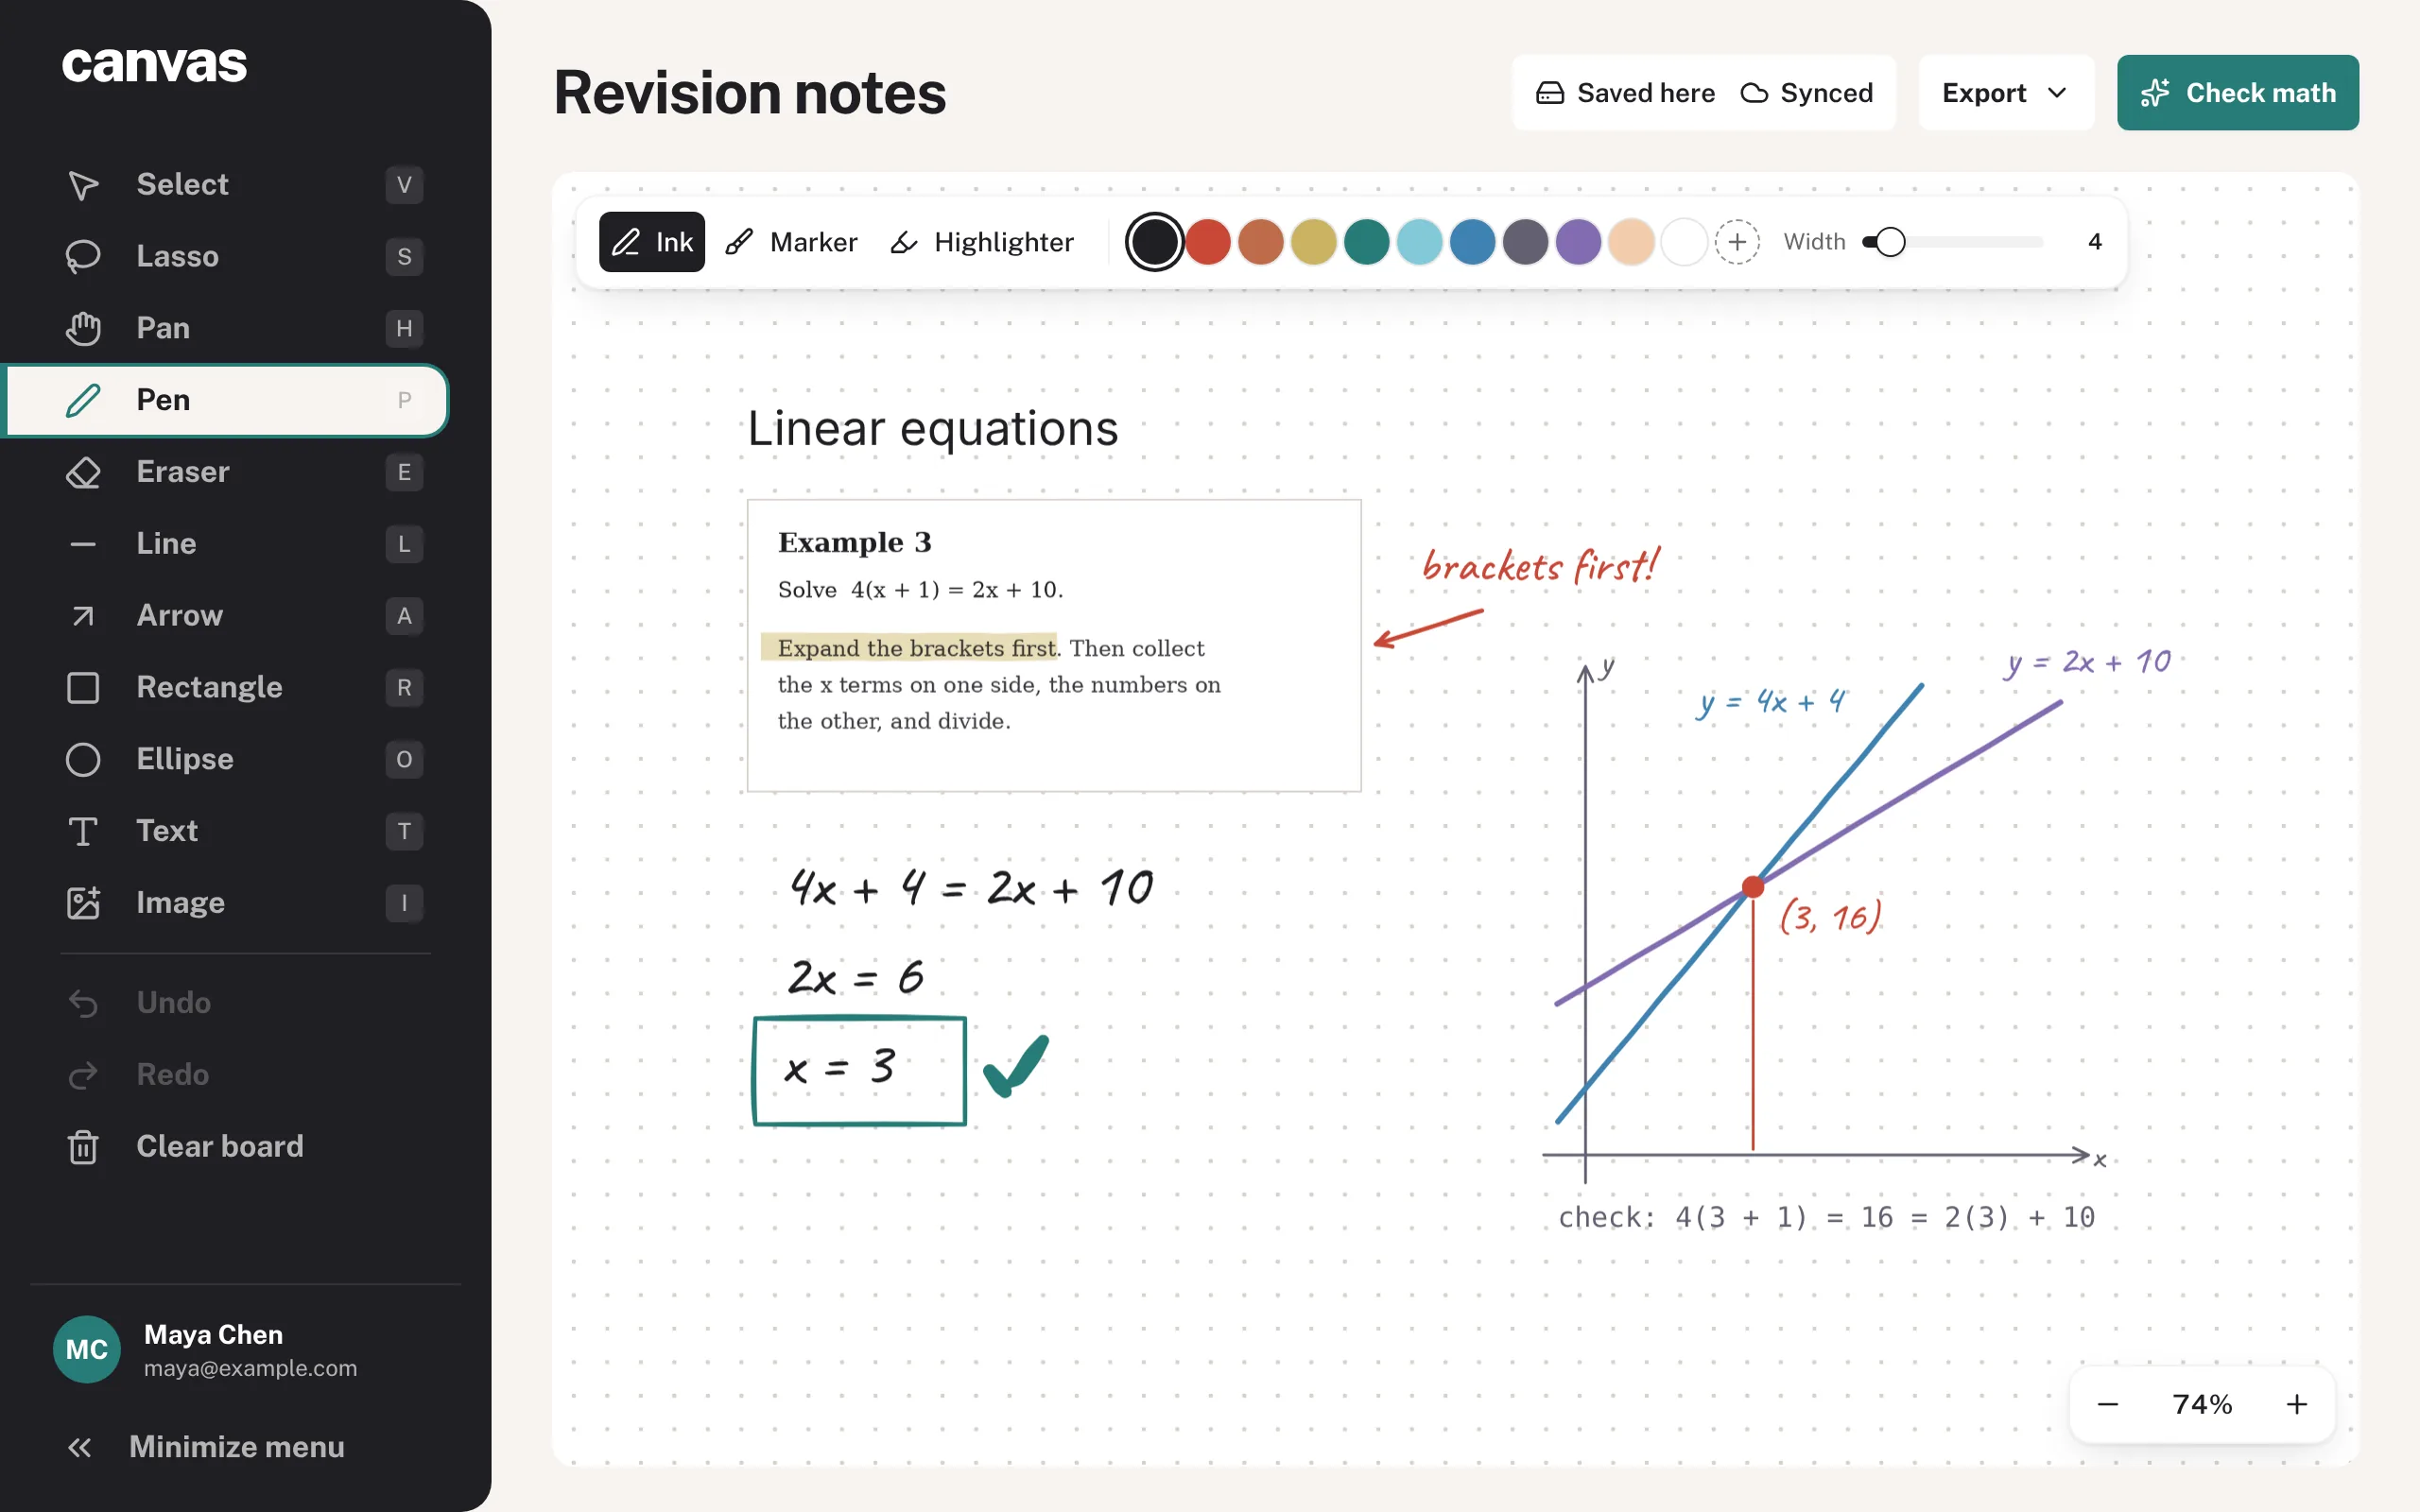 canvas
Select V
Lasso S
Pan H
Pen P
Eraser E
Line L
Arrow A
Rectangle R
Ellipse O
Text T
Image I
Undo
Redo
Clear board
MC
Maya Chen
maya@example.com
Minimize menu
Revision notes
Saved here Synced
Export
Check math
Ink Marker Highlighter Width 4
Linear equations
Example 3
Solve 4(x + 1) = 2x + 10.
Expand the brackets first. Then collect
the x terms on one side, the numbers on
the other, and divide.
brackets first!
4x + 4 = 2x + 10
2x = 6
x = 3
y
y = 4x + 4
y = 2x + 10
(3, 16)
x
check: 4(3 + 1) = 16 = 2(3) + 10
74%